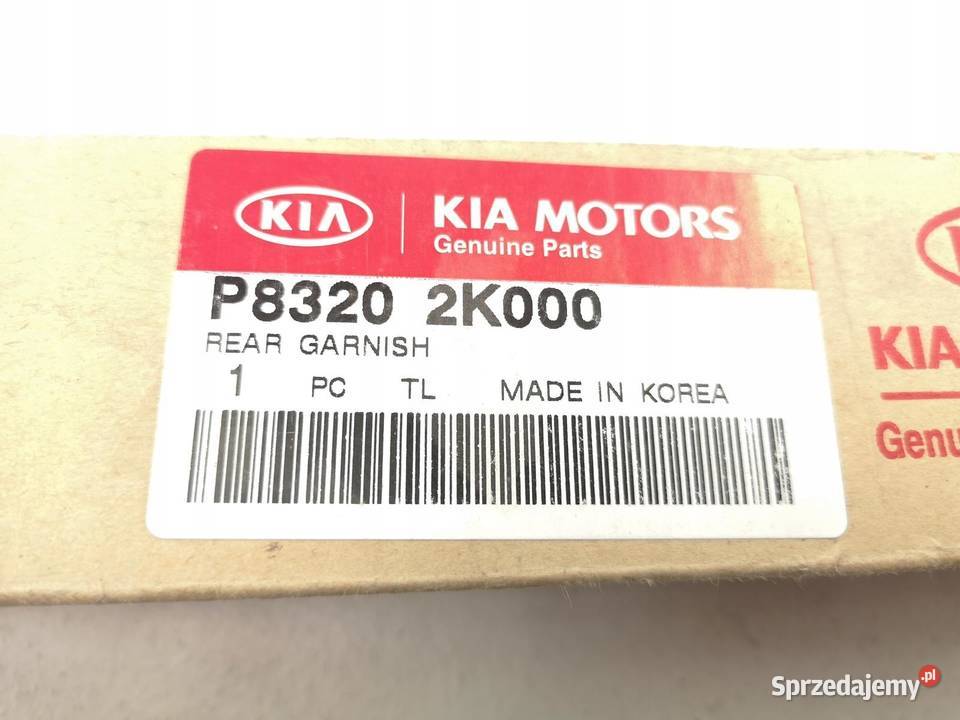 KIA
KIA MOTORS
Genuine Parts
P8320 2K000
REAR GARNISH
1 PC TL MADE IN KOREA
KIA
Genu
Sprzedajemy.pl